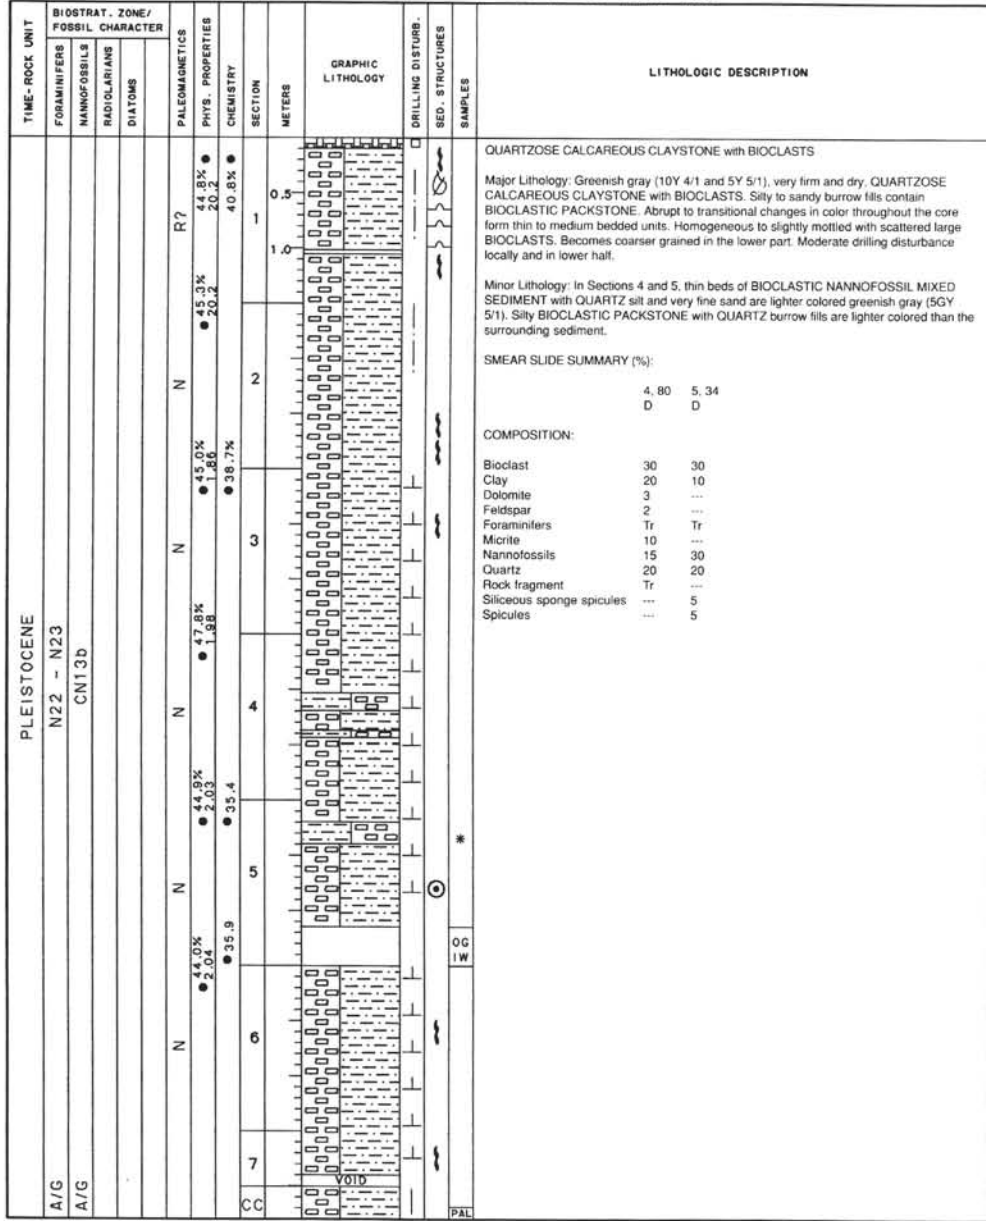 TIME-ROCK UNIT
BIOSTRAT. ZONE/
FOSSIL CHARACTER
FORAMINIFERS
NANNOFOSSILS
RADIOLARIANS
DIATOMS
PALEOMAGNETICS
PHYS. PROPERTIES
CHEMISTRY
SECTION
METERS
GRAPHIC
LITHOLOGY
DRILLING DISTURB.
SED. STRUCTURES
SAMPLES
LITHOLOGIC DESCRIPTION
PLEISTOCENE
N22 - N23
A/G
CN13b
A/G
R?
N
N
N
N
N
44.8%
20.2
45.3%
20.2
45.0%
1.86
47.8%
1.98
44.9%
2.03
44.0%
2.04
40.8%
38.7%
35.4
35.9
1
2
3
4
5
6
7
CC
0.5
1.0
VOID
*
OG
IW
PAL
QUARTZOSE CALCAREOUS CLAYSTONE with BIOCLASTS
Major Lithology: Greenish gray (10Y 4/1 and 5Y 5/1), very firm and dry, QUARTZOSE
CALCAREOUS CLAYSTONE with BIOCLASTS. Silty to sandy burrow fills contain
BIOCLASTIC PACKSTONE. Abrupt to transitional changes in color throughout the core
form thin to medium bedded units. Homogeneous to slightly mottled with scattered large
BIOCLASTS. Becomes coarser grained in the lower part. Moderate drilling disturbance
locally and in lower half.
Minor Lithology: In Sections 4 and 5, thin beds of BIOCLASTIC NANNOFOSSIL MIXED
SEDIMENT with QUARTZ silt and very fine sand are lighter colored greenish gray (5GY
5/1). Silty BIOCLASTIC PACKSTONE with QUARTZ burrow fills are lighter colored than the
surrounding sediment.
SMEAR SLIDE SUMMARY (%):
4, 80 5, 34
D D
COMPOSITION:
Bioclast 30 30
Clay 20 10
Dolomite 3 ---
Feldspar 2 ---
Foraminifers Tr Tr
Micrite 10 ---
Nannofossils 15 30
Quartz 20 20
Rock fragment Tr ---
Siliceous sponge spicules --- 5
Spicules --- 5